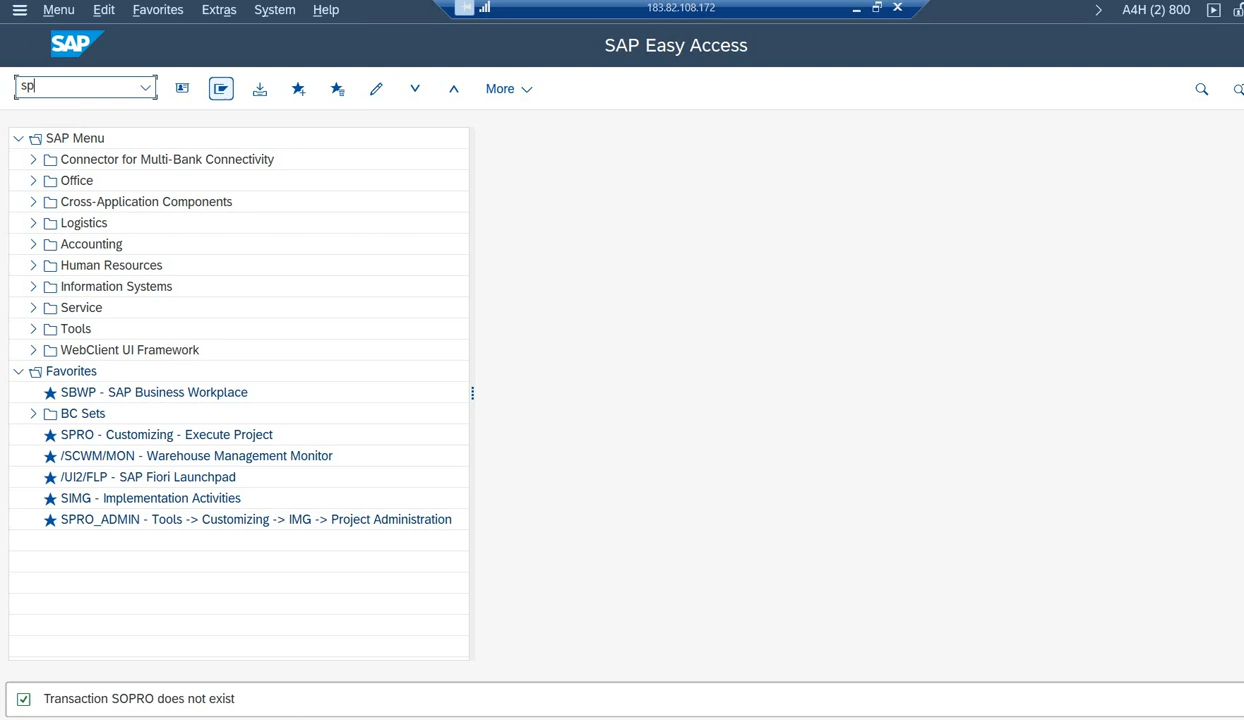 Menu Edit Favorites Extras System Help 183.82.108.172 A4H (2) 800
SAP SAP Easy Access
sp More
SAP Menu
Connector for Multi-Bank Connectivity
Office
Cross-Application Components
Logistics
Accounting
Human Resources
Information Systems
Service
Tools
WebClient UI Framework
Favorites
SBWP - SAP Business Workplace
BC Sets
SPRO - Customizing - Execute Project
/SCWM/MON - Warehouse Management Monitor
/UI2/FLP - SAP Fiori Launchpad
SIMG - Implementation Activities
SPRO_ADMIN - Tools -> Customizing -> IMG -> Project Administration
Transaction SOPRO does not exist